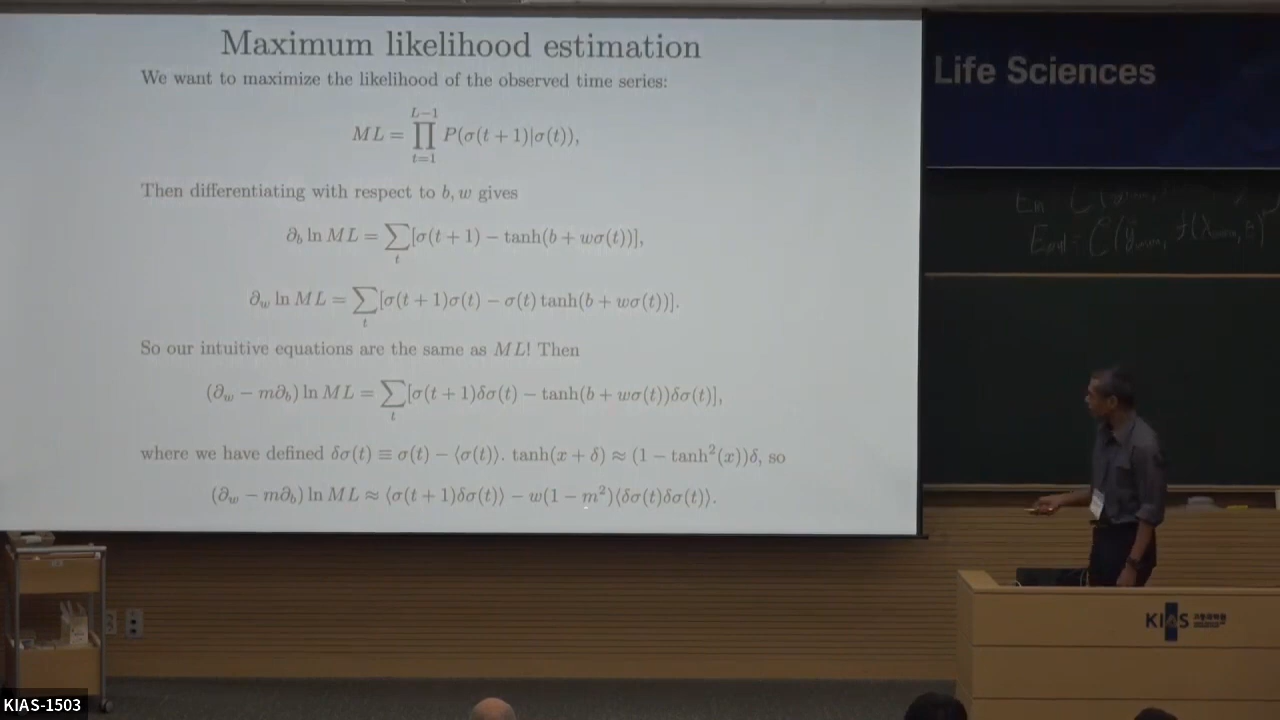 Maximum likelihood estimation
We want to maximize the likelihood of the observed time series:
ML = ∏_{t=1}^{L−1} P(σ(t + 1)|σ(t)),
Then differentiating with respect to b, w gives
∂_b ln ML = ∑_t [σ(t + 1) − tanh(b + wσ(t))],
∂_w ln ML = ∑_t [σ(t + 1)σ(t) − σ(t) tanh(b + wσ(t))].
So our intuitive equations are the same as ML! Then
(∂_w − m∂_b) ln ML = ∑_t [σ(t + 1)δσ(t) − tanh(b + wσ(t))δσ(t)],
where we have defined δσ(t) ≡ σ(t) − ⟨σ(t)⟩. tanh(x + δ) ≈ (1 − tanh²(x))δ, so
(∂_w − m∂_b) ln ML ≈ ⟨σ(t + 1)δσ(t)⟩ − w(1 − m²)⟨δσ(t)δσ(t)⟩.
Life Sciences
KIAS
KIAS-1503